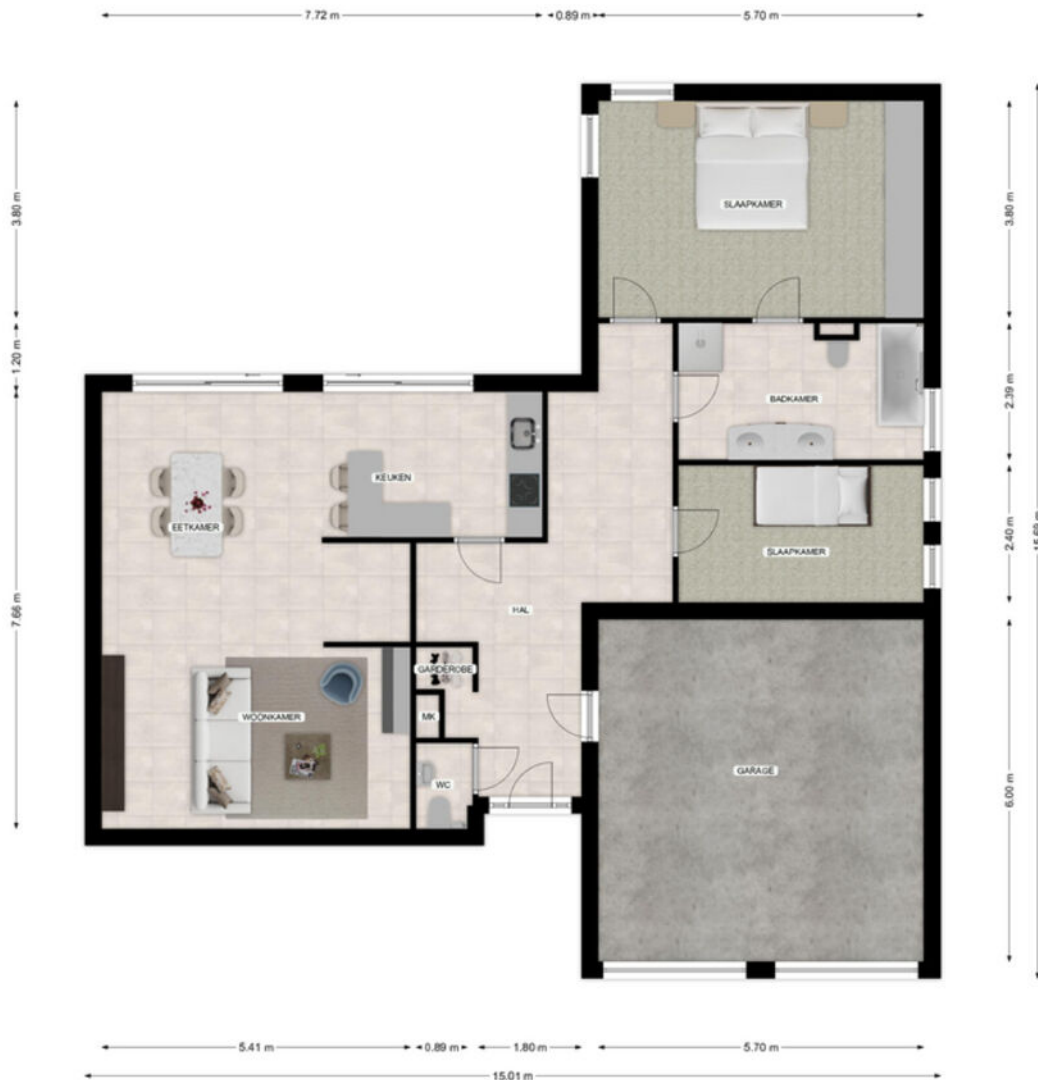 7.72 m
0.89 m
5.70 m
3.80 m
3.80 m
SLAAPKAMER
1.20 m
2.39 m
BADKAMER
KEUKEN
EETKAMER
2.40 m
SLAAPKAMER
15.69 m
7.66 m
HAL
GARDEROBE
WOONKAMER
MK
GARAGE
WC
6.00 m
5.41 m
0.89 m
1.80 m
5.70 m
15.01 m